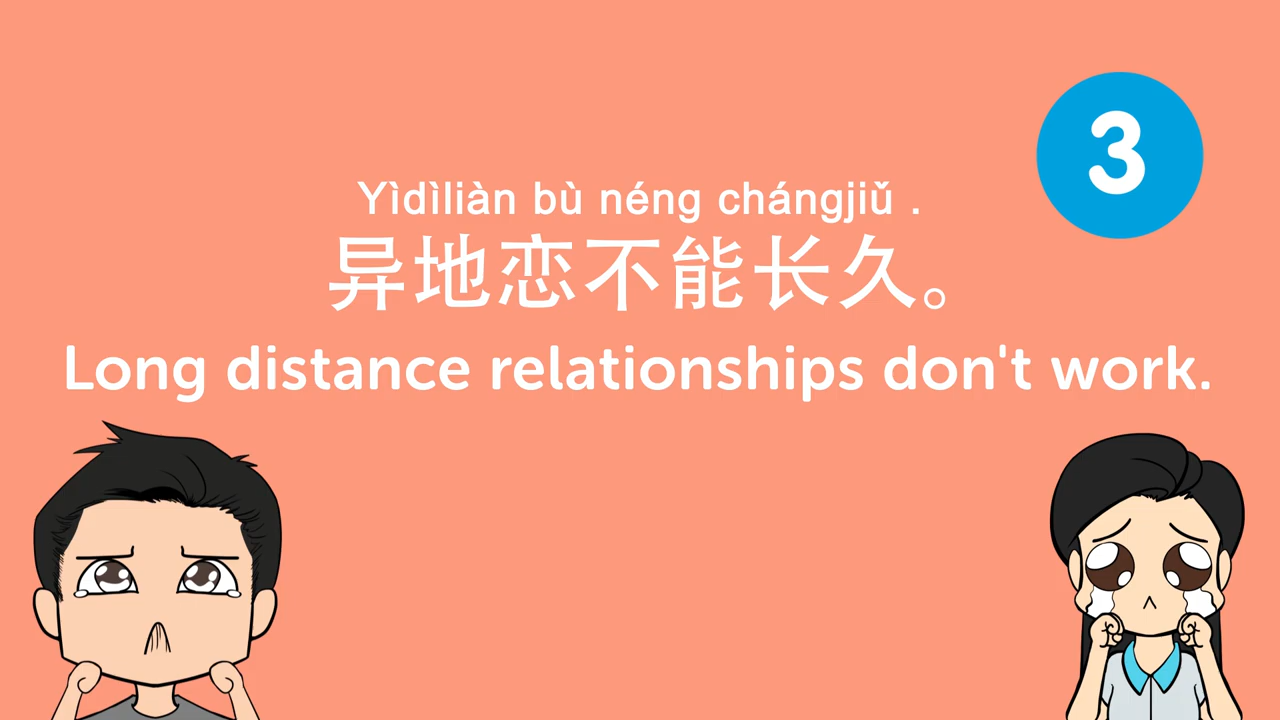 3
Yìdìliàn bù néng chángjiǔ .
异地恋不能长久。
Long distance relationships don't work.